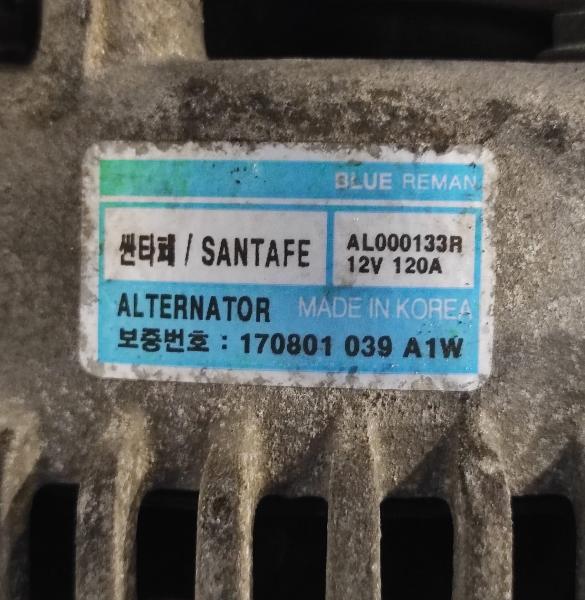 BLUE REMAN
싼타페 / SANTAFE
AL000133R
12V 120A
ALTERNATOR MADE IN KOREA
보증번호 : 170801 039 A1W